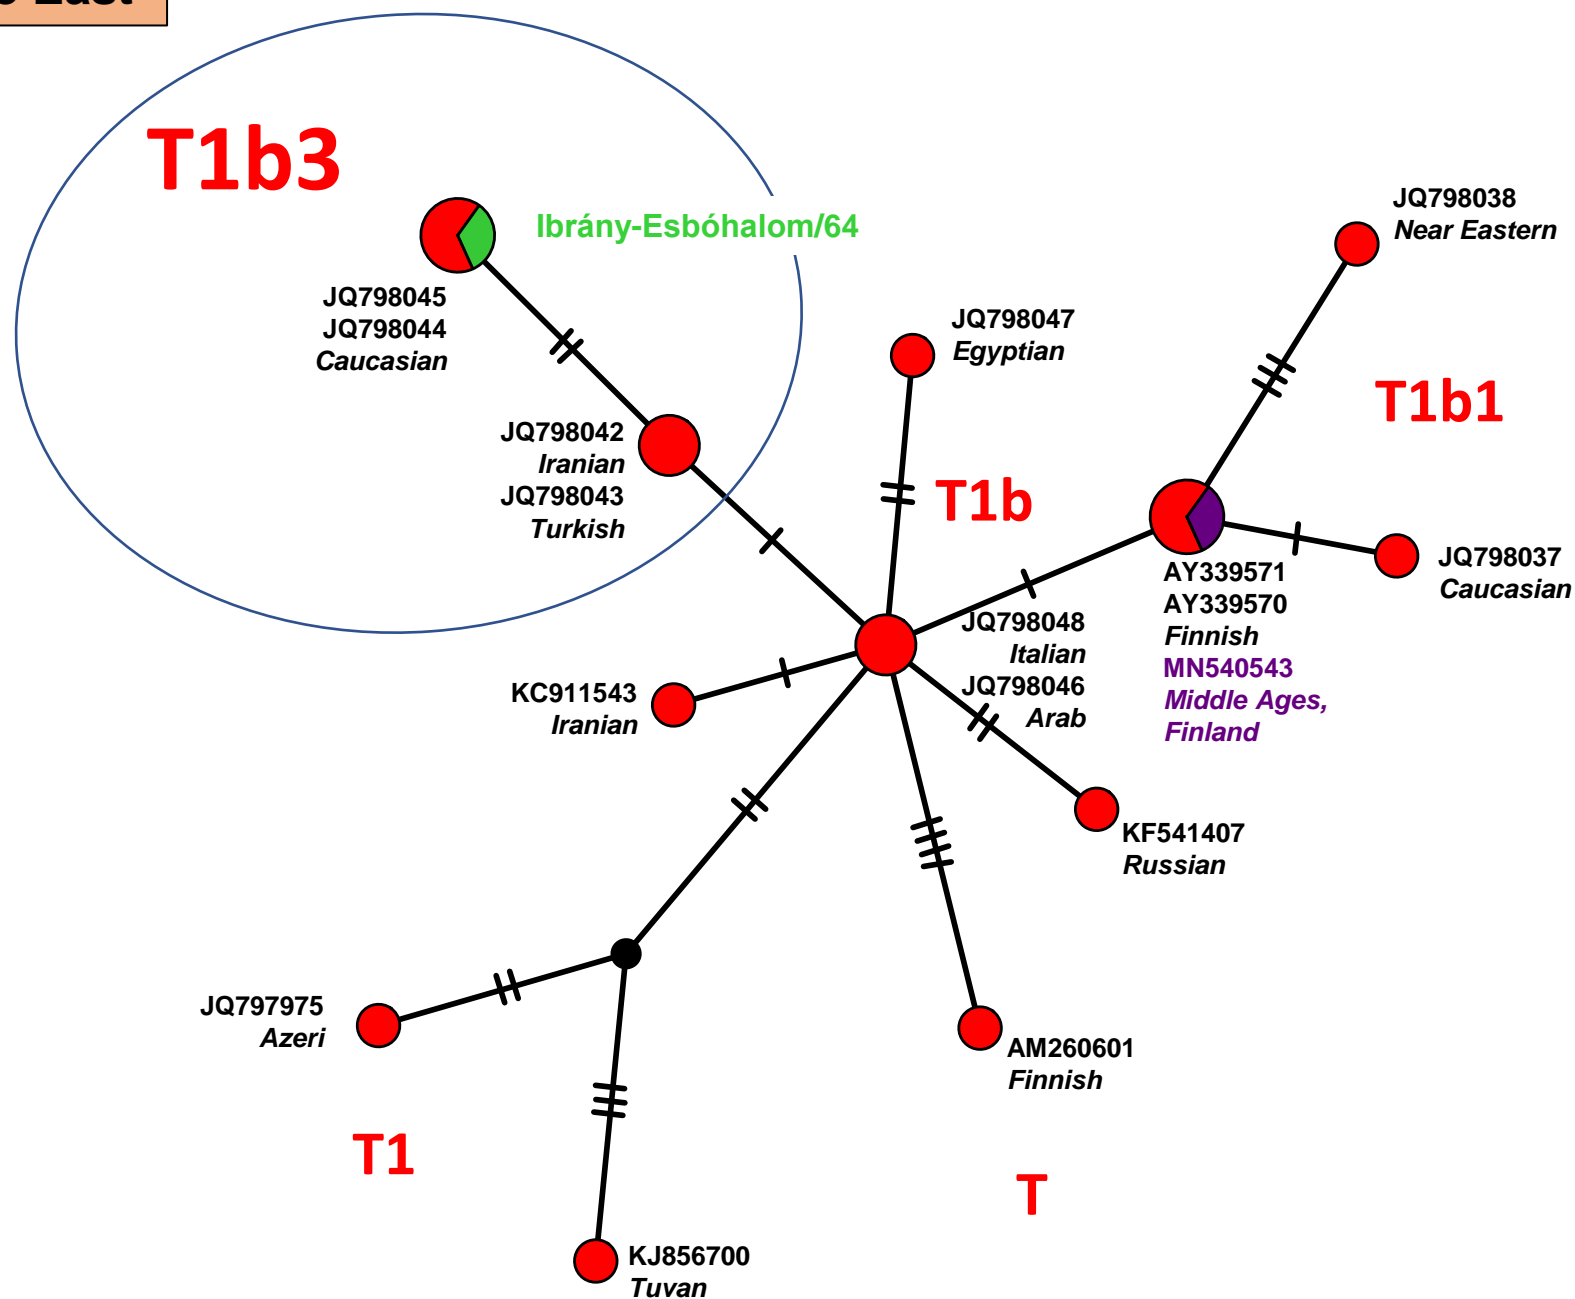 East
T1b3
Ibrány-Esbóhalom/64
JQ798045
JQ798044
Caucasian
JQ798042
Iranian
JQ798043
Turkish
JQ798047
Egyptian
T1b
JQ798038
Near Eastern
T1b1
AY339571
AY339570
Finnish
MN540543
Middle Ages,
Finland
JQ798037
Caucasian
JQ798048
Italian
JQ798046
Arab
KC911543
Iranian
KF541407
Russian
JQ797975
Azeri
AM260601
Finnish
T1
T
KJ856700
Tuvan